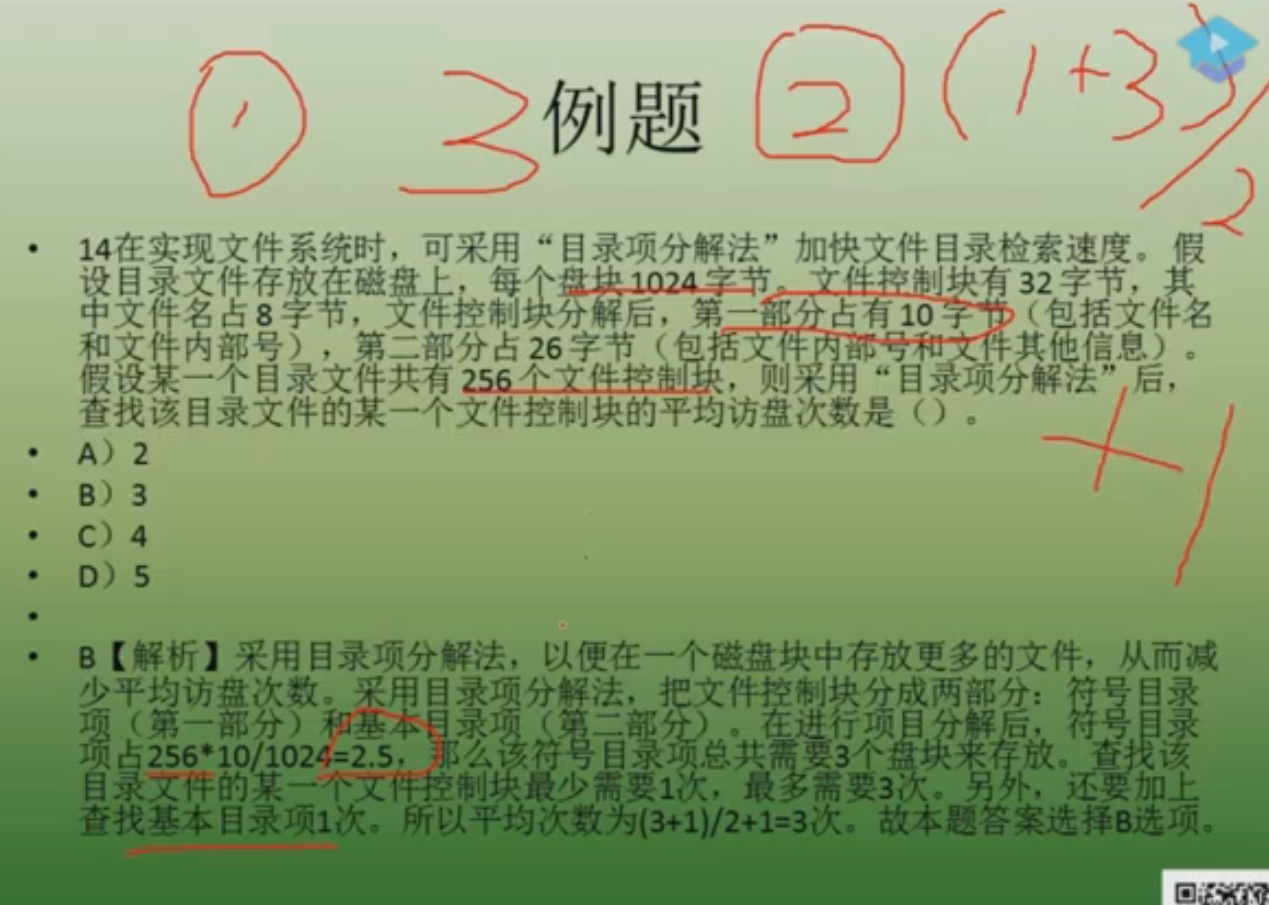 1 3 例题 2 (1+3)/2
• 14在实现文件系统时，可采用“目录项分解法”加快文件目录检索速度。假
设目录文件存放在磁盘上，每个盘块1024字节。文件控制块有32字节，其
中文件名占8字节，文件控制块分解后，第一部分占有10字节（包括文件名
和文件内部号），第二部分占26字节（包括文件内部号和文件其他信息）。
假设某一个目录文件共有256个文件控制块，则采用“目录项分解法”后，
查找该目录文件的某一个文件控制块的平均访盘次数是（）。
+1
• A）2
• B）3
• C）4
• D）5
•
• B【解析】采用目录项分解法，以便在一个磁盘块中存放更多的文件，从而减
少平均访盘次数。采用目录项分解法，把文件控制块分成两部分：符号目录
项（第一部分）和基本目录项（第二部分）。在进行项目分解后，符号目录
项占256*10/1024=2.5，那么该符号目录项总共需要3个盘块来存放。查找该
目录文件的某一个文件控制块最少需要1次，最多需要3次。另外，还要加上
查找基本目录项1次。所以平均次数为(3+1)/2+1=3次。故本题答案选择B选项。